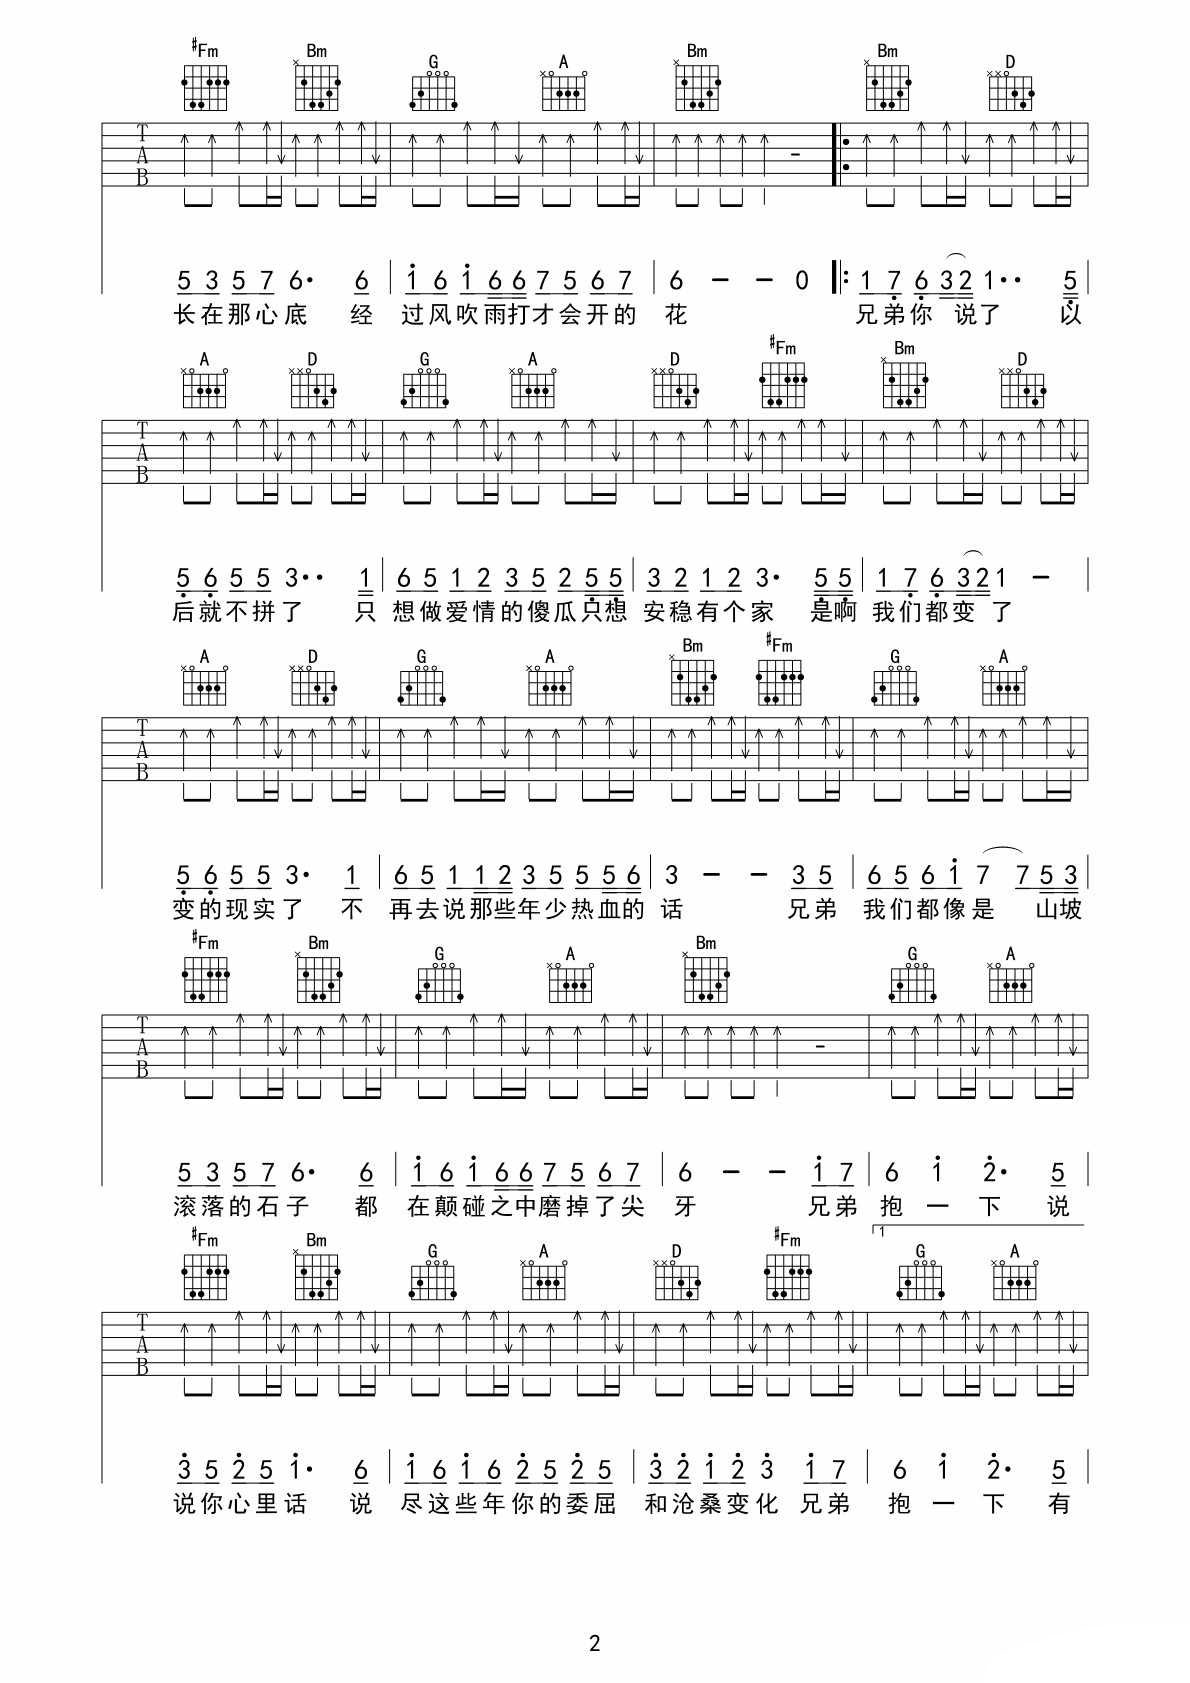 ♯Fm Bm G A Bm Bm D
T
A
B
5 3 5 7 6· 6 1 6 1 6 6 7 5 6 7 6 – – 0 1 7 6 3 2 1·· 5
长在那心底 经 过风吹雨打才会开的 花 兄弟你 说了 以
A D G A D ♯Fm Bm D
T
A
B
5 6 5 5 3·· 1 6 5 1 2 3 5 2 5 5 3 2 1 2 3· 5 5 1 7 6 3 2 1 –
后就不拼了 只 想做爱情的傻瓜只想 安稳有个家 是啊 我们都变了
A D G A Bm ♯Fm G A
T
A
B
5 6 5 5 3· 1 6 5 1 1 2 3 5 5 5 6 3 – – 3 5 6 5 6 1 7 7 5 3
变的现实了 不 再去说那些年少热血的 话 兄弟 我们都像是 山坡
♯Fm Bm G A Bm G A
T
A
B
5 3 5 7 6· 6 1 6 1 6 6 7 5 6 7 6 – – 1 7 6 1 2· 5
滚落的石子 都 在颠碰之中磨掉了尖 牙 兄弟 抱一下 说
♯Fm Bm G A D ♯Fm 1 G A
T
A
B
3 5 2 5 1· 6 1 6 1 6 2 5 2 5 3 2 1 2 3 1 7 6 1 2· 5
说你心里话 说 尽这些年你的委屈 和沧桑变化 兄弟 抱一下 有
2